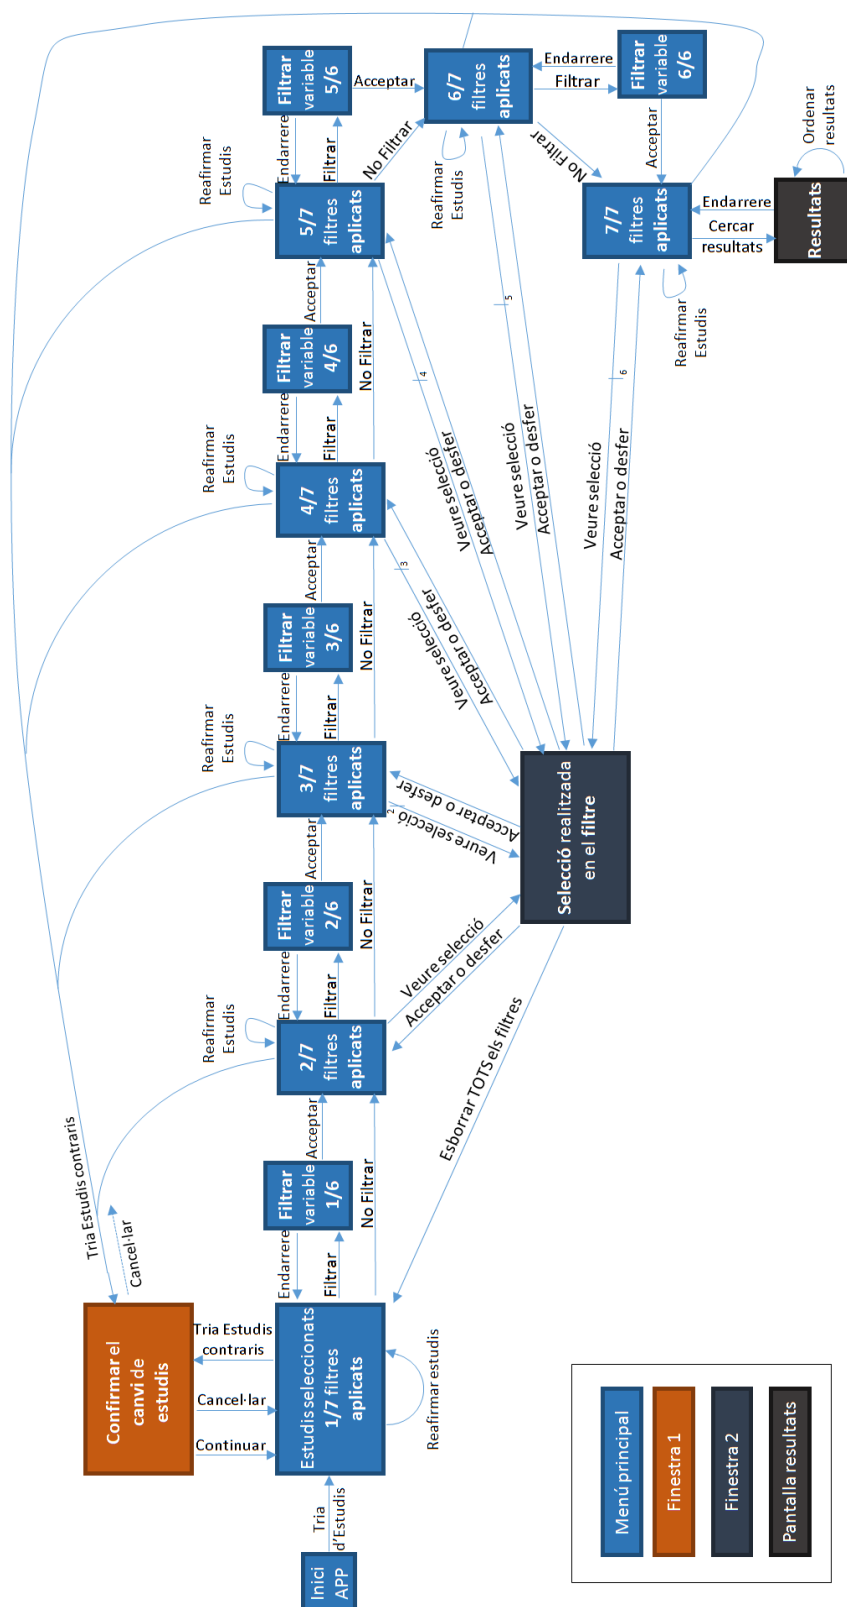 Inici
APP
Tria
d'Estudis
Confirmar el
canvi de
estudis
Continuar
Cancel·lar
Tria Estudis
contraris
Cancel·lar
Tria Estudis contraris
Estudis seleccionats
1/7 filtres
aplicats
Reafirmar estudis
Endarrere
Filtrar
Filtrar
variable
1/6
Acceptar
No Filtrar
2/7
filtres
aplicats
Reafirmar
Estudis
Endarrere
Filtrar
Filtrar
variable
2/6
Acceptar
No Filtrar
3/7
filtres
aplicats
Reafirmar
Estudis
Endarrere
Filtrar
Filtrar
variable
3/6
Acceptar
No Filtrar
4/7
filtres
aplicats
Reafirmar
Estudis
Endarrere
Filtrar
Filtrar
variable
4/6
Acceptar
No Filtrar
5/7
filtres
aplicats
Reafirmar
Estudis
Endarrere
Filtrar
Filtrar
variable
5/6
Acceptar
No Filtrar
6/7
filtres
aplicats
Reafirmar
Estudis
Endarrere
Filtrar
Filtrar
variable
6/6
Acceptar
No Filtrar
7/7
filtres
aplicats
Reafirmar
Estudis
Endarrere
Cercar
resultats
Resultats
Ordenar
resultats
Veure selecció
Acceptar o desfer
2
Veure selecció
Acceptar o desfer
3
Veure selecció
Acceptar o desfer
4
Veure selecció
Acceptar o desfer
5
Veure selecció
Acceptar o desfer
6
Veure selecció
Acceptar o desfer
Selecció realitzada
en el filtre
Esborrar TOTS els filtres
Menú principal
Finestra 1
Finestra 2
Pantalla resultats